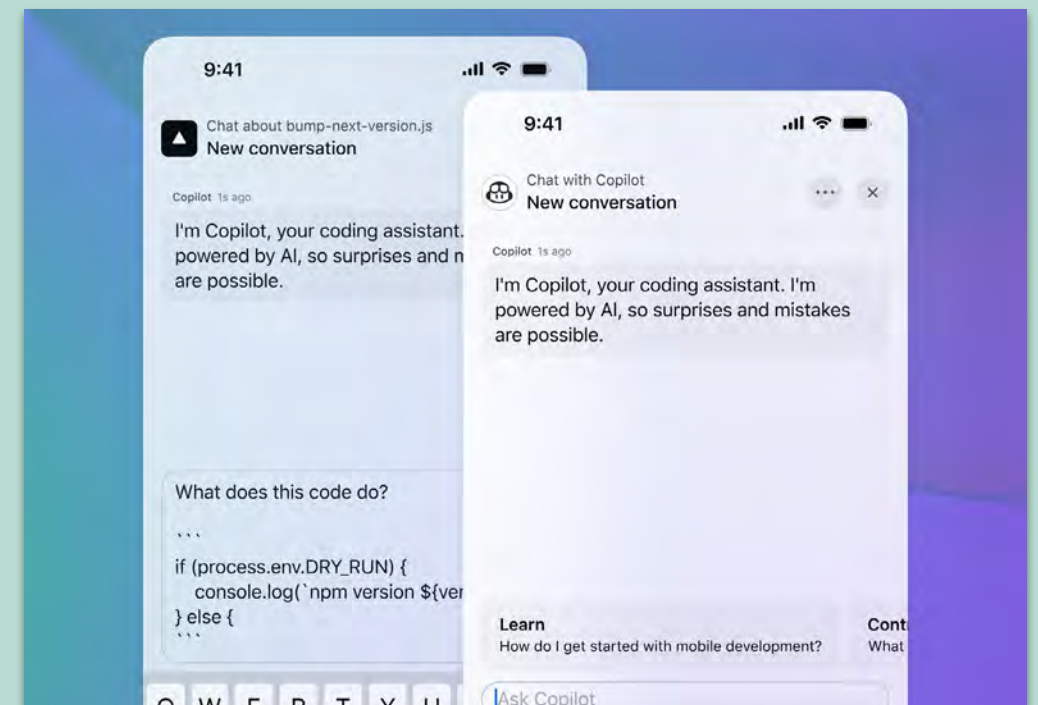 9:41
Chat about bump-next-version.js
New conversation
Copilot 1s ago
I'm Copilot, your coding assistant.
powered by AI, so surprises and
are possible.
What does this code do?
```
if (process.env.DRY_RUN) {
console.log(`npm version ${ver
} else {
```
W E R T Y U
9:41
Chat with Copilot
New conversation
Copilot 1s ago
I'm Copilot, your coding assistant. I'm
powered by AI, so surprises and mistakes
are possible.
Learn
How do I get started with mobile development?
Cont
What
Ask Copilot